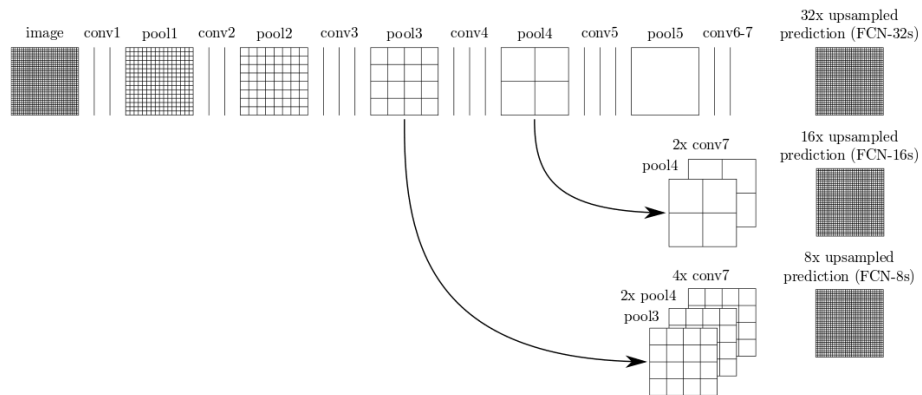 image conv1 pool1 conv2 pool2 conv3 pool3 conv4 pool4 conv5 pool5 conv6-7
32x upsampled
prediction (FCN-32s)
2x conv7
pool4
16x upsampled
prediction (FCN-16s)
4x conv7
2x pool4
pool3
8x upsampled
prediction (FCN-8s)